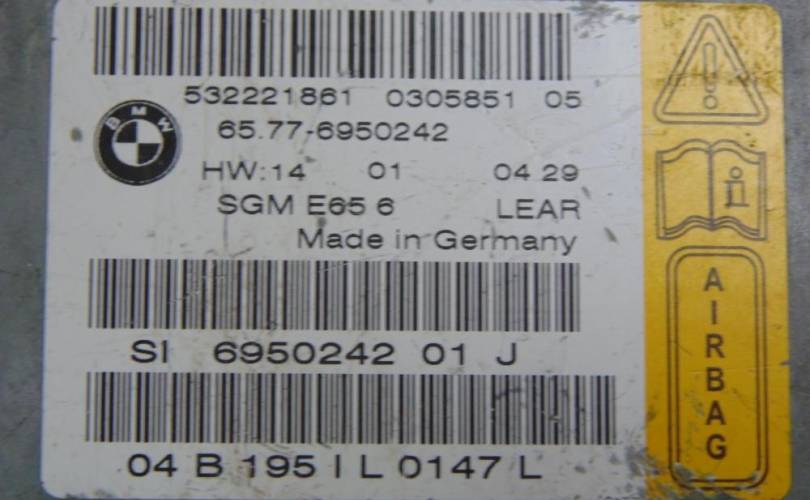 532221861 0305851 05
BMW
65.77-6950242
HW:14 01 04 29
SGM E65 6 LEAR
Made in Germany
SI 6950242 01 J
04 B 195 I L 0147 L
AIRBAG